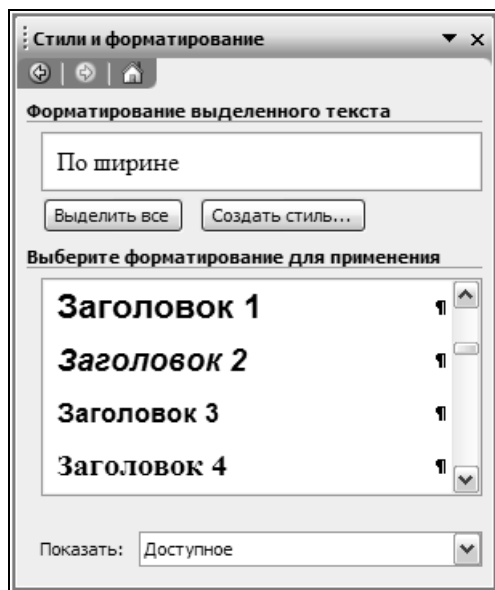 Стили и форматирование
Форматирование выделенного текста
По ширине
Выделить все Создать стиль...
Выберите форматирование для применения
Заголовок 1 ¶
Заголовок 2 ¶
Заголовок 3 ¶
Заголовок 4 ¶
Показать: Доступное